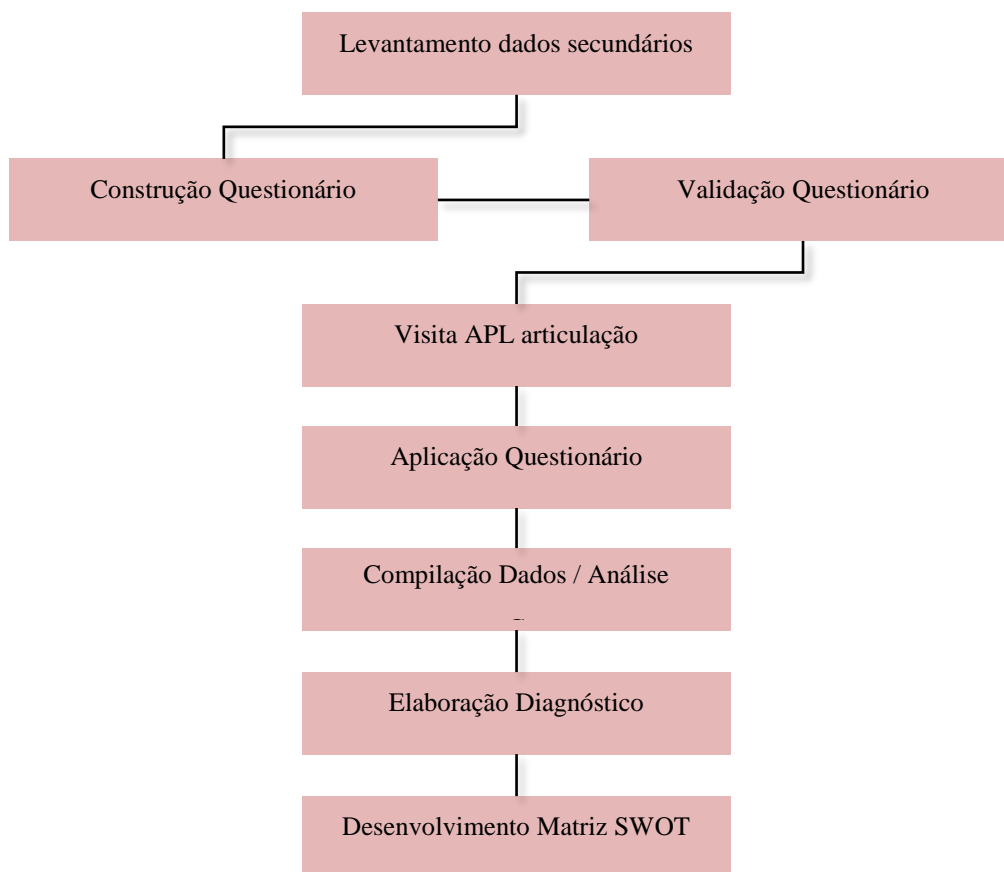 Levantamento dados secundários
Construção Questionário
Validação Questionário
Visita APL articulação
Aplicação Questionário
Compilação Dados / Análise
Elaboração Diagnóstico
Desenvolvimento Matriz SWOT